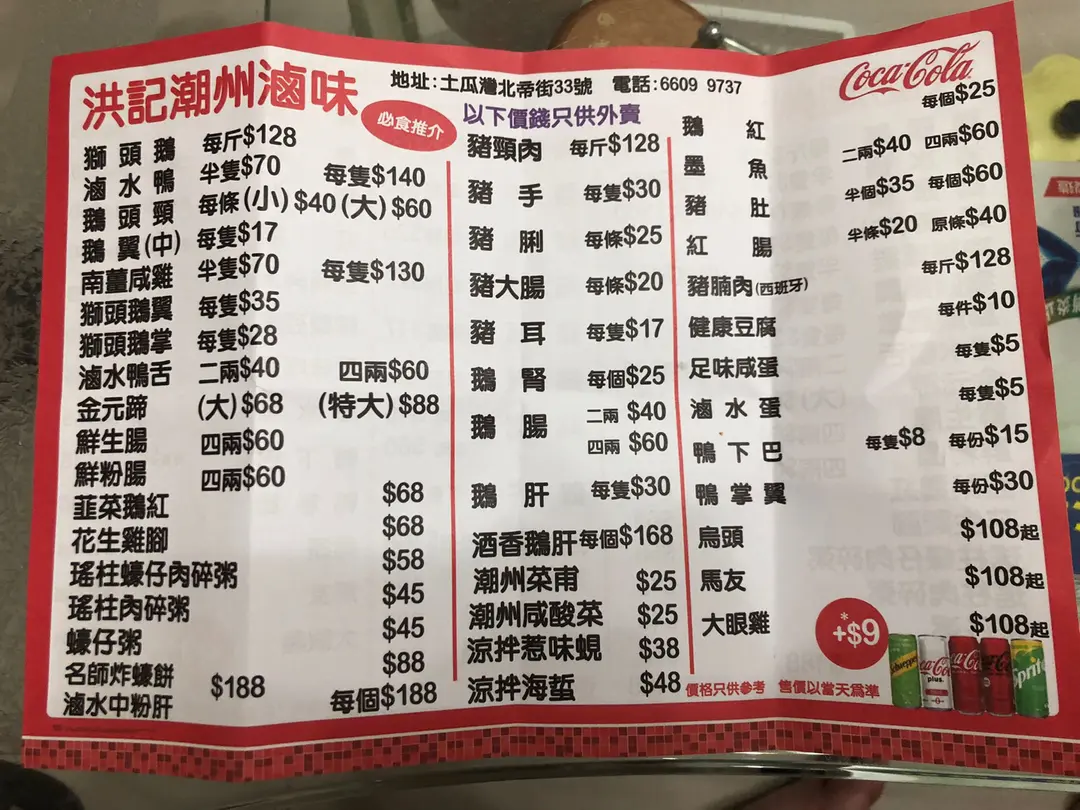 洪記潮州滷味
地址:土瓜灣北帝街33號 電話:6609 9737
Coca-Cola
必食推介
以下價錢只供外賣
獅頭鵝 每斤$128
滷水鴨 半隻$70 每隻$140
鵝頭頸 每條(小)$40(大)$60
鵝翼(中) 每隻$17
南薑咸雞 半隻$70 每隻$130
獅頭鵝翼 每隻$35
獅頭鵝掌 每隻$28
滷水鴨舌 二兩$40 四兩$60
金元蹄 (大)$68 (特大)$88
鮮生腸 四兩$60
鮮粉腸 四兩$60
韮菜鵝紅 $68
花生雞腳 $68
瑤柱蠔仔肉碎粥 $58
瑤柱肉碎粥 $45
蠔仔粥 $45
名師炸蠔餅 $88
滷水中粉肝 $188 每個$188
豬頸肉 每斤$128
豬手 每隻$30
豬脷 每條$25
豬大腸 每條$20
豬耳 每隻$17
鵝腎 每個$25
鵝腸 二兩$40
四兩$60
鵝肝 每隻$30
酒香鵝肝 每個$168
潮州菜甫 $25
潮州咸酸菜 $25
涼拌惹味蜆 $38
涼拌海蜇 $48
鵝紅 每個$25
墨魚 二兩$40 四兩$60
豬肚 半個$35 每個$60
紅腸 半條$20 原條$40
豬腩肉(西班牙) 每斤$128
健康豆腐 每件$10
足味咸蛋 每隻$5
滷水蛋 每隻$5
鴨下巴 每隻$8 每份$15
鴨掌翼 每份$30
烏頭 $108起
馬友 $108起
大眼雞 $108起
*+$9
價格只供參考 售價以當天為準